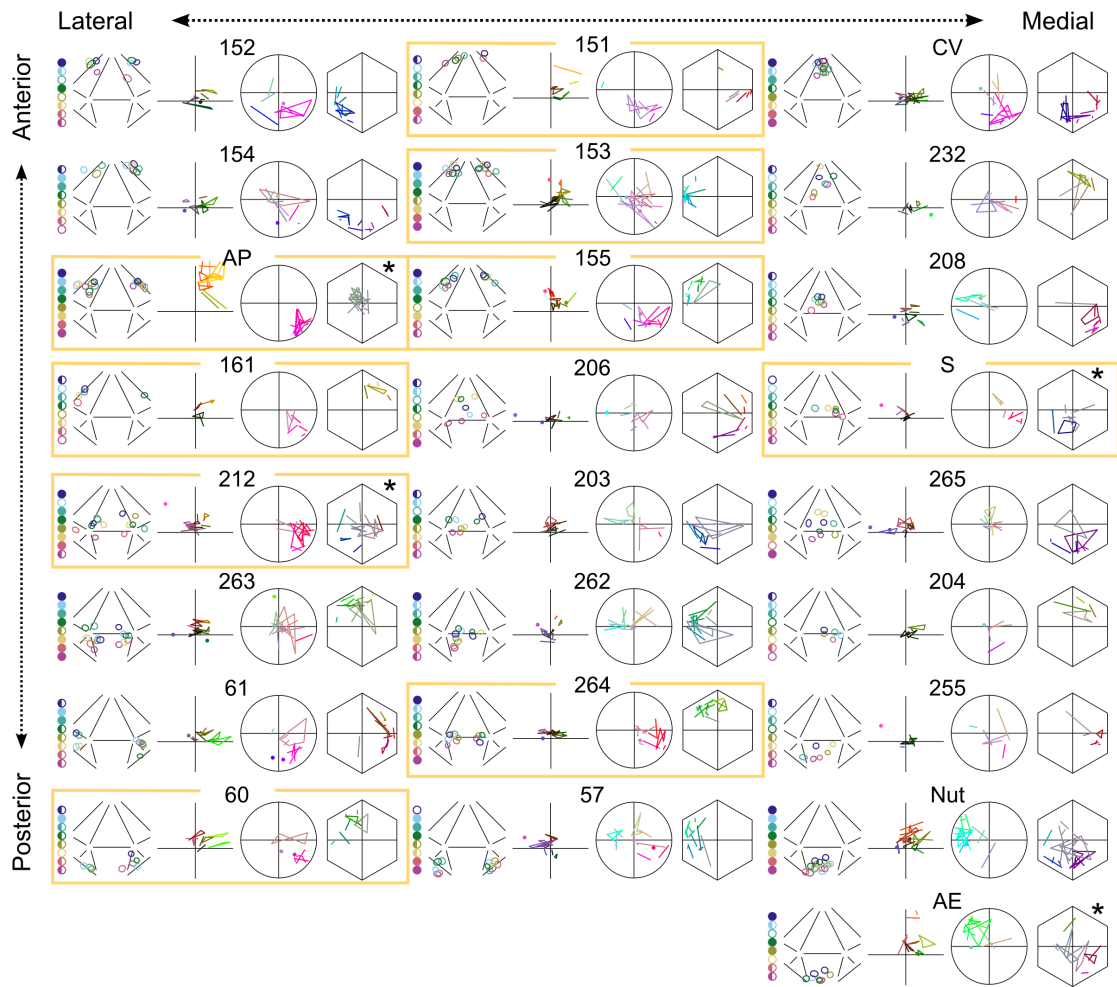 Lateral Medial
Anterior
Posterior
152 151 CV
154 153 232
AP * 155 208
161 206 S *
212 * 203 265
263 262 204
61 264 255
60 57 Nut
AE *